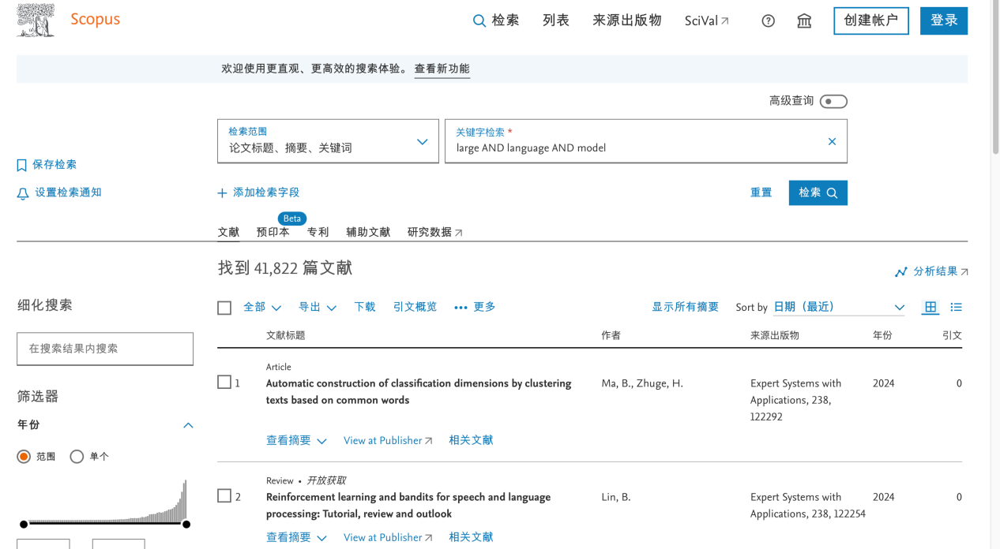 Scopus
检索 列表 来源出版物 SciVal 创建帐户 登录
欢迎使用更直观、更高效的搜索体验。 查看新功能
高级查询
检索范围
论文标题、摘要、关键词
关键字检索 *
large AND language AND model
保存检索
设置检索通知
添加检索字段
重置 检索
Beta
文献 预印本 专利 辅助文献 研究数据
找到 41,822 篇文献
分析结果
细化搜索
在搜索结果内搜索
筛选器
年份
范围 单个
全部 导出 下载 引文概览 更多 显示所有摘要 Sort by 日期（最近）
文献标题 作者 来源出版物 年份 引文
Article
1 Automatic construction of classification dimensions by clustering Ma, B., Zhuge, H. Expert Systems with 2024 0
texts based on common words Applications, 238,
122292
查看摘要 View at Publisher 相关文献
Review • 开放获取
2 Reinforcement learning and bandits for speech and language Lin, B. Expert Systems with 2024 0
processing: Tutorial, review and outlook Applications, 238, 122254
查看摘要 View at Publisher 相关文献